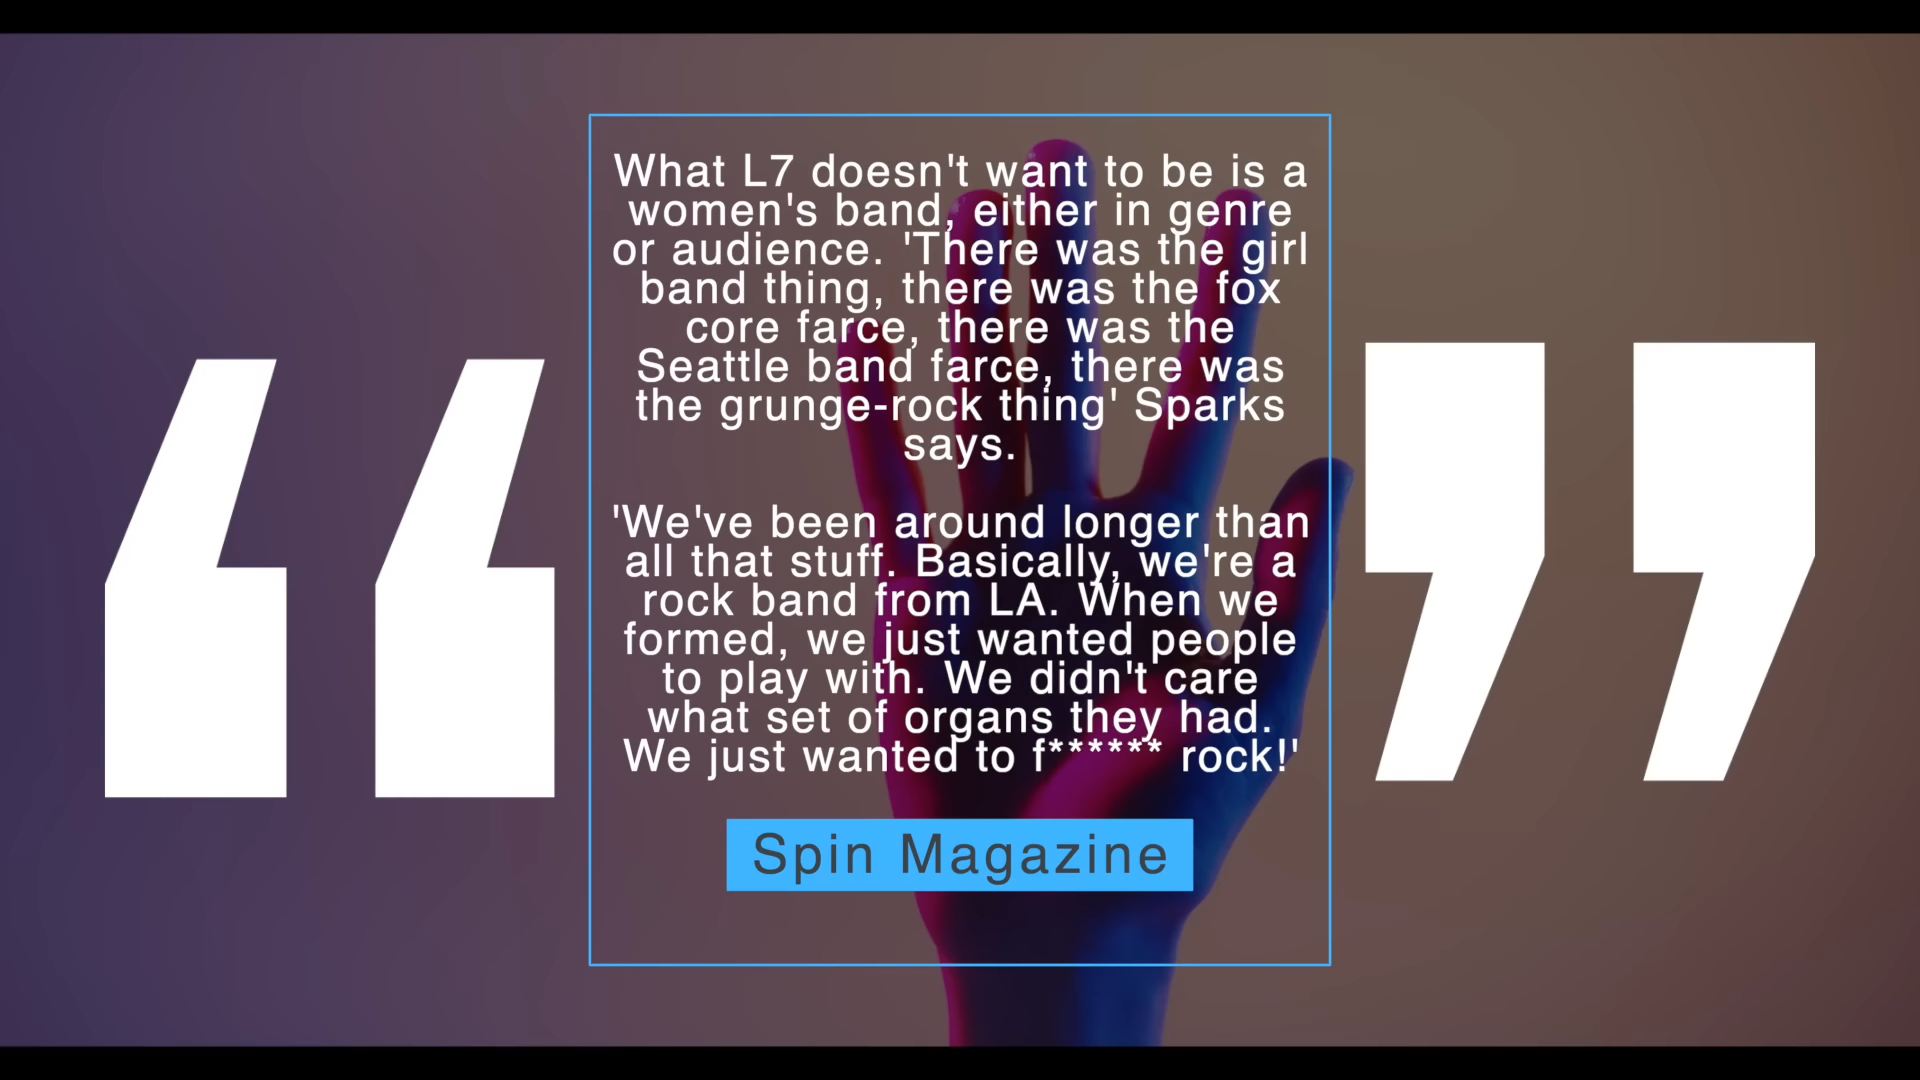 What L7 doesn't want to be is a
women's band, either in genre
or audience. 'There was the girl
band thing, there was the fox
core farce, there was the
Seattle band farce, there was
the grunge-rock thing' Sparks
says.
'We've been around longer than
all that stuff. Basically, we're a
rock band from LA. When we
formed, we just wanted people
to play with. We didn't care
what set of organs they had.
We just wanted to f****** rock!'
Spin Magazine